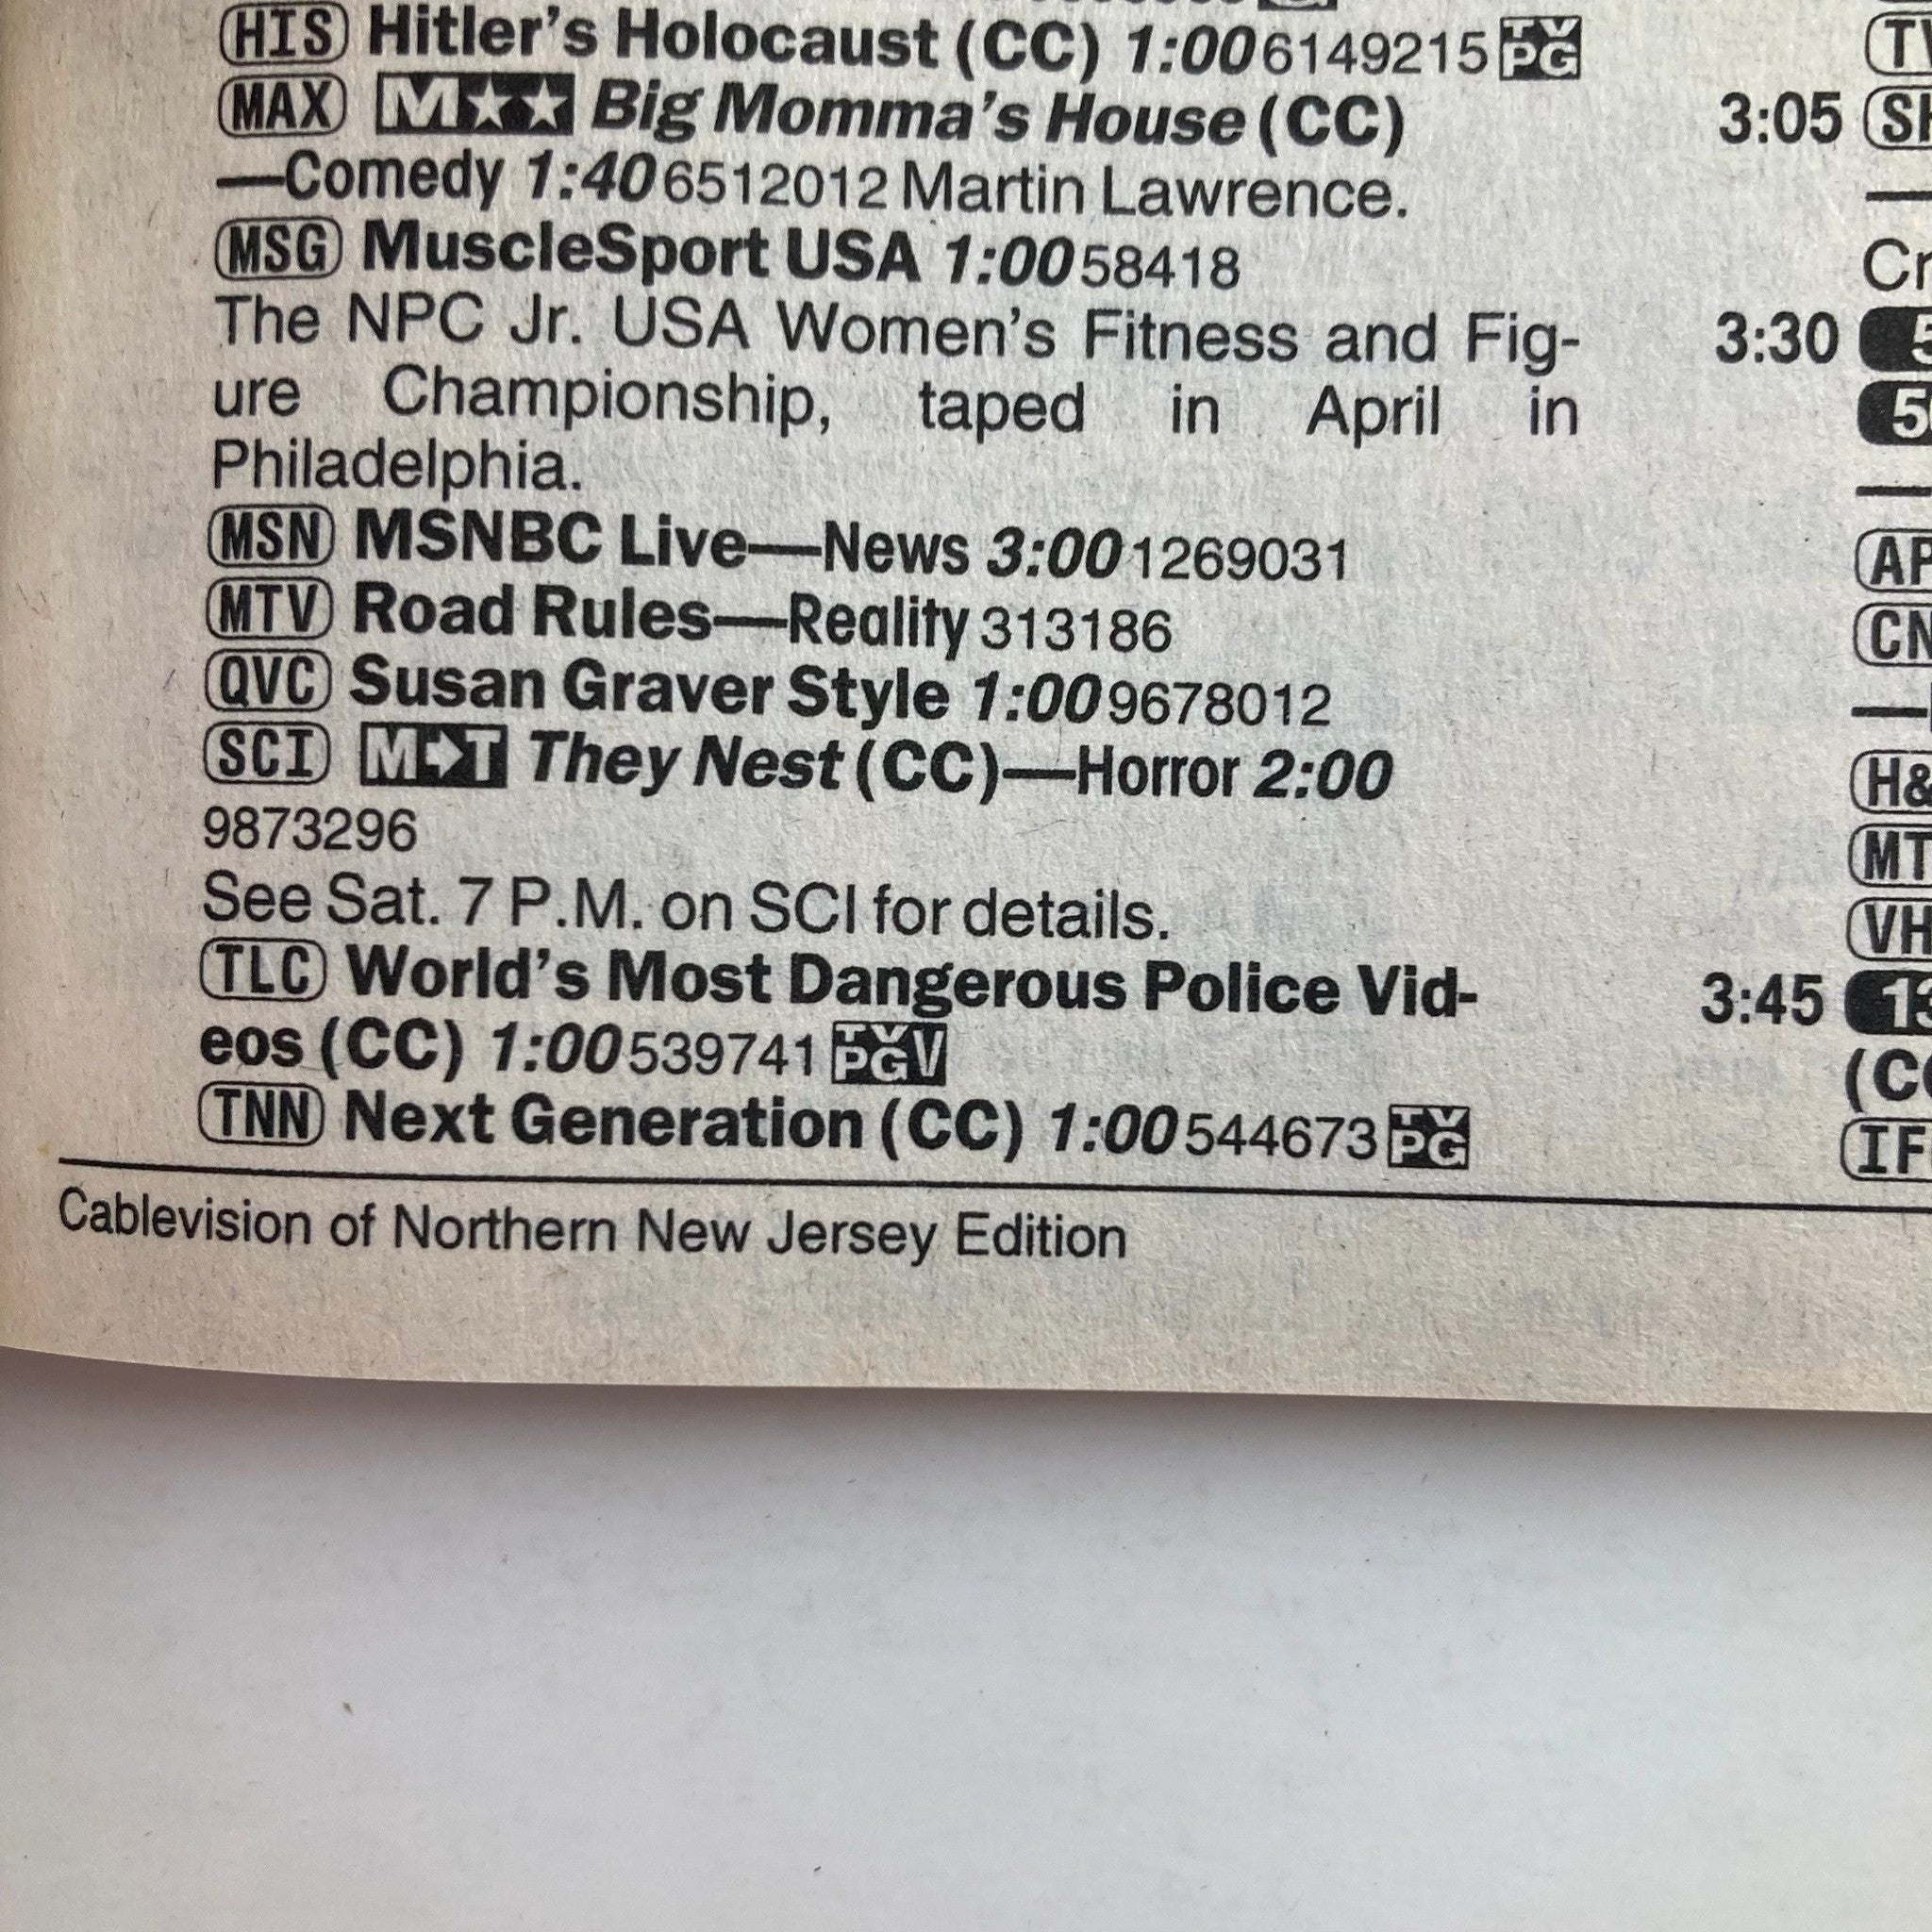 HIS Hitler's Holocaust (CC) 1:00 6149215 TV PG
MAX M★★ Big Momma's House (CC)
—Comedy 1:40 6512012 Martin Lawrence.
MSG MuscleSport USA 1:00 58418
The NPC Jr. USA Women's Fitness and Fig-
ure Championship, taped in April in
Philadelphia.
MSN MSNBC Live—News 3:00 1269031
MTV Road Rules—Reality 313186
QVC Susan Graver Style 1:00 9678012
SCI They Nest (CC)—Horror 2:00
9873296
See Sat. 7 P.M. on SCI for details.
TLC World's Most Dangerous Police Vid-
eos (CC) 1:00 539741 TV PG V
TNN Next Generation (CC) 1:00 544673 TV PG
Cablevision of Northern New Jersey Edition
3:05
3:30
3:45